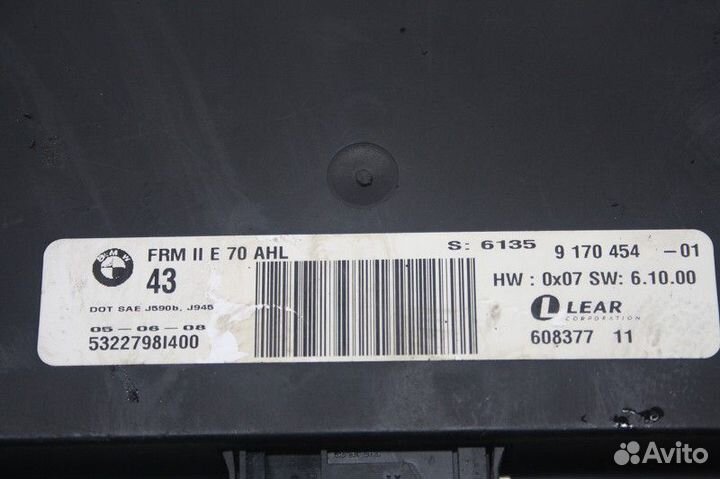 BMW
FRM II E 70 AHL
43
DOT SAE J590b, J945
05-06-08
5322798I400
S: 6135 9 170 454 -01
HW : 0x07 SW: 6.10.00
LEAR
CORPORATION
608377 11
Avito